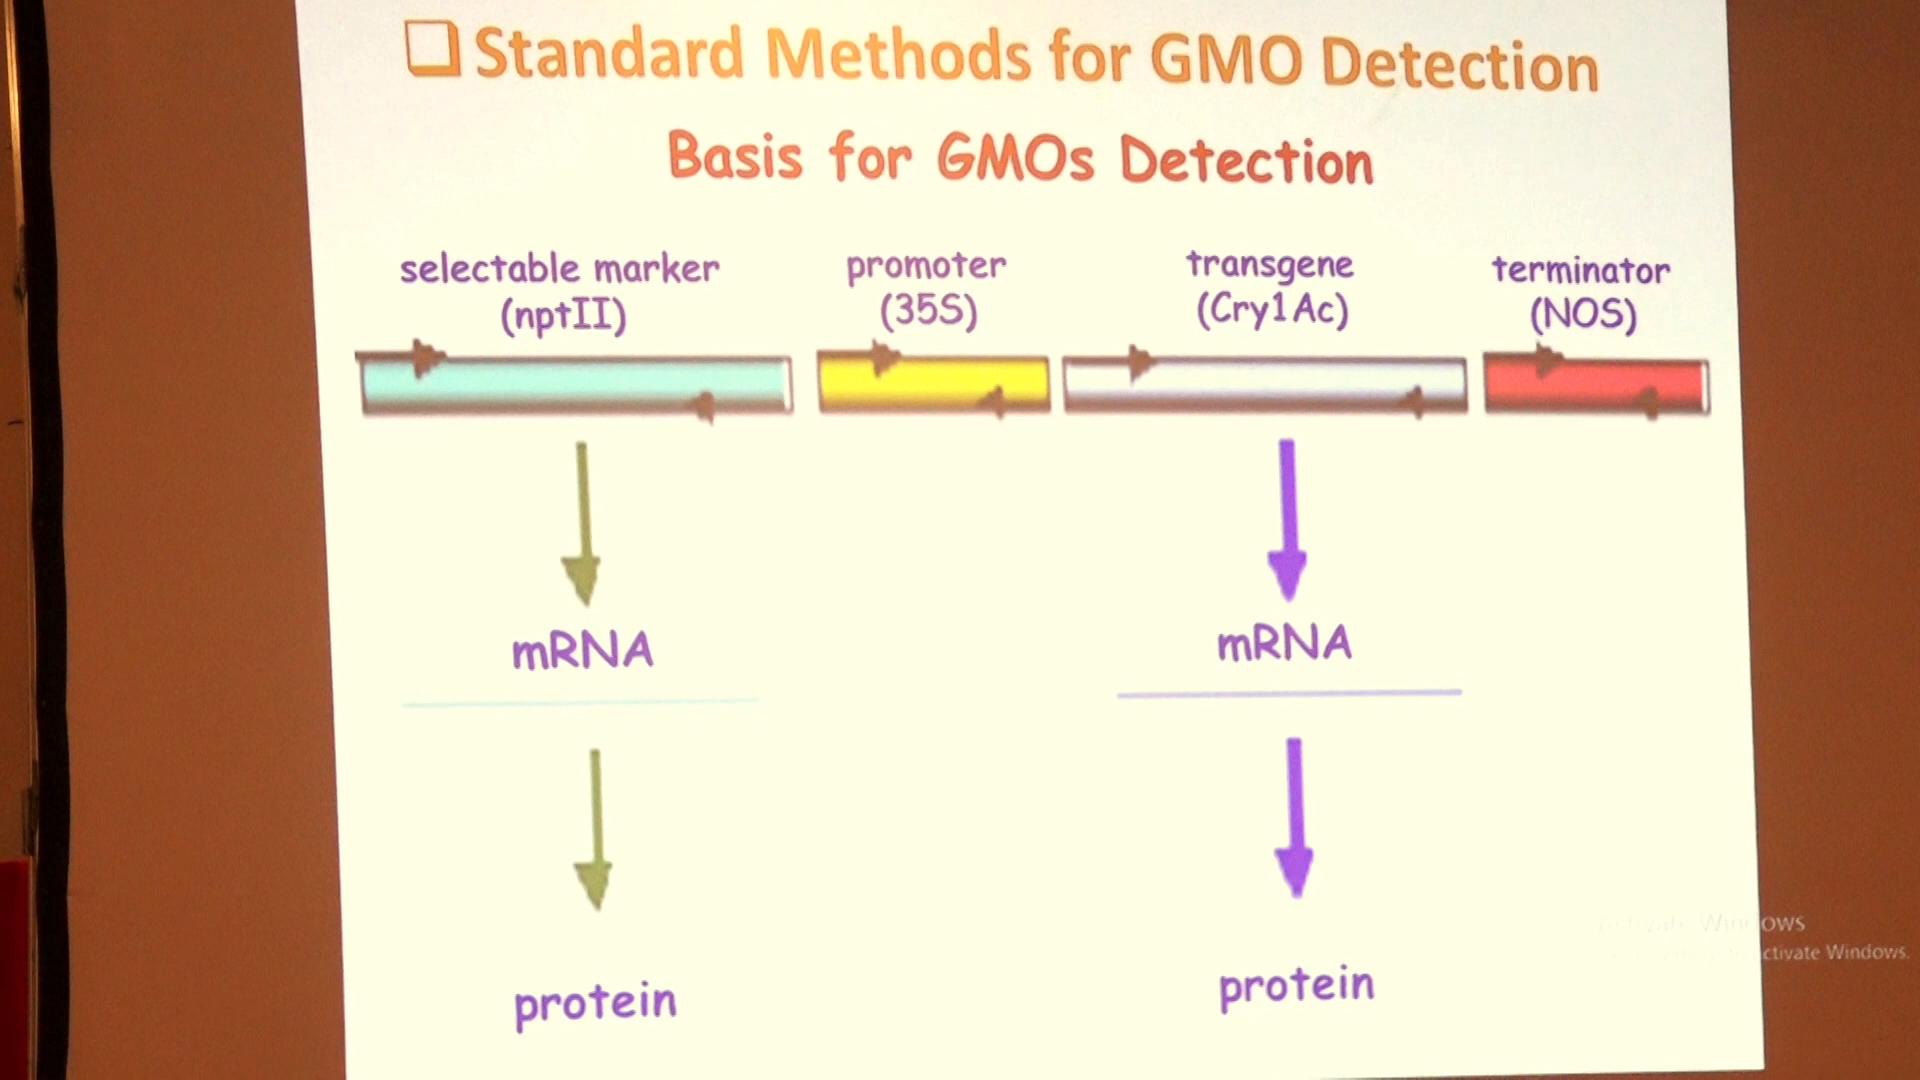 Standard Methods for GMO Detection
Basis for GMOs Detection
selectable marker
(nptII)
promoter
(35S)
transgene
(Cry1Ac)
terminator
(NOS)
mRNA
mRNA
protein
protein
Activate Windows
Activate Windows.